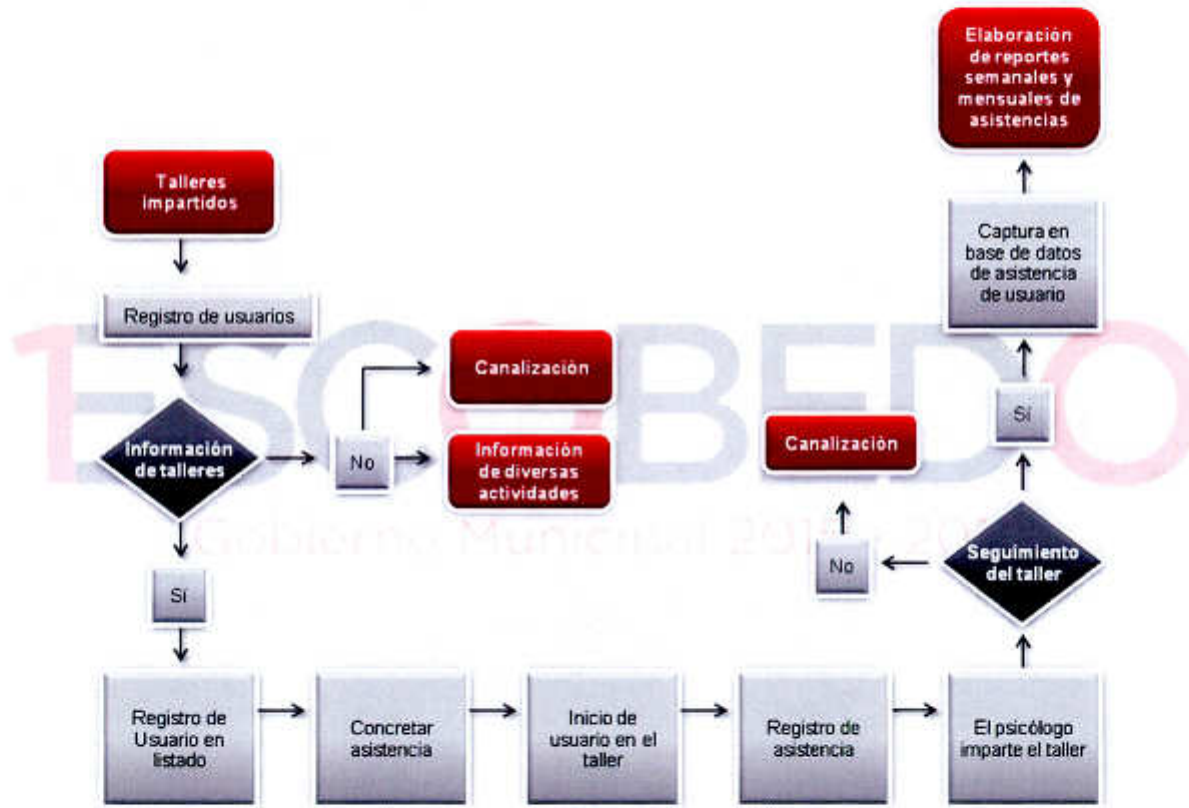 Elaboración
de reportes
semanales y
mensuales de
asistencias
Talleres
impartidos
Captura en
base de datos
de asistencia
de usuario
Registro de usuarios
1ESCOBEDO
Canalización
Sí
Información
de talleres
No
Información
de diversas
actividades
Canalización
Gobierno Municipal
No
Seguimiento
del taller
Sí
Registro de
Usuario en
listado
Concretar
asistencia
Inicio de
usuario en el
taller
Registro de
asistencia
El psicólogo
imparte el taller